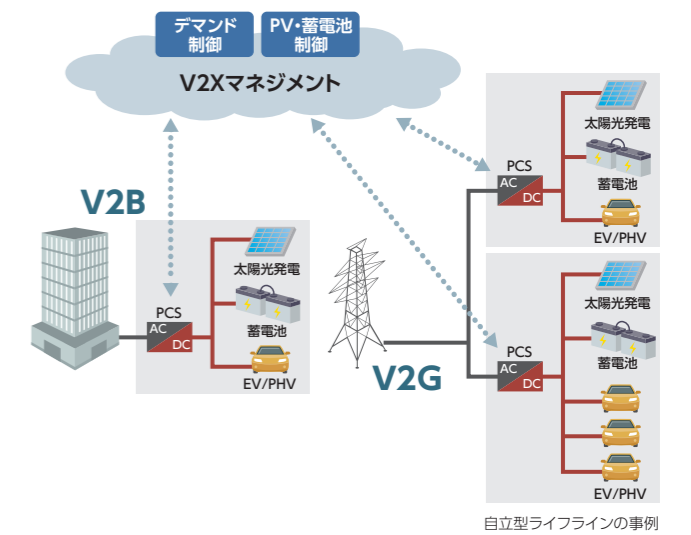 デマンド
制御
PV・蓄電池
制御
V2Xマネジメント
V2B
太陽光発電
PCS
AC
DC
蓄電池
EV/PHV
V2G
太陽光発電
PCS
AC
DC
蓄電池
EV/PHV
太陽光発電
PCS
AC
DC
蓄電池
EV/PHV
自立型ライフラインの事例